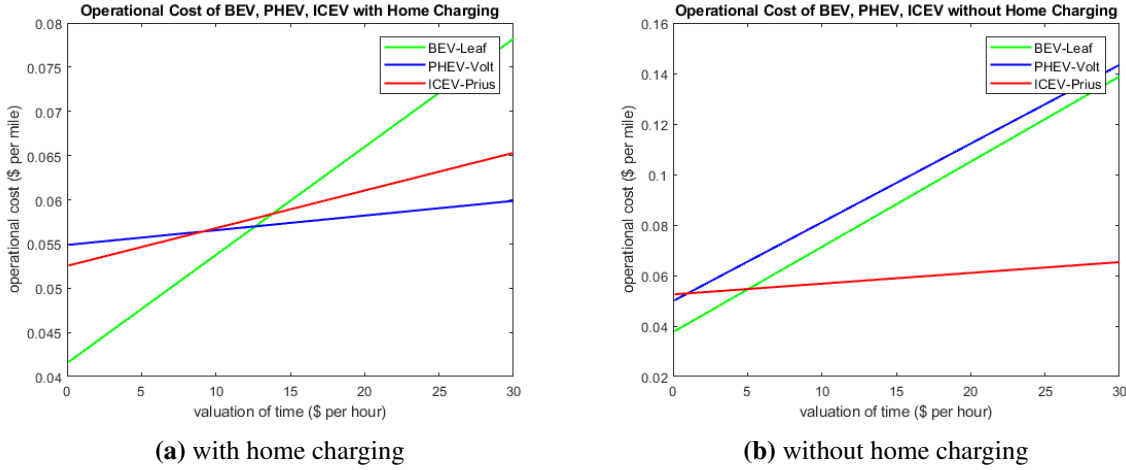 Operational Cost of BEV, PHEV, ICEV with Home Charging
0.08
0.075
0.07
0.065
0.06
0.055
0.05
0.045
0.04
operational cost ($ per mile)
BEV-Leaf
PHEV-Volt
ICEV-Prius
0 5 10 15 20 25 30
valuation of time ($ per hour)
(a) with home charging
Operational Cost of BEV, PHEV, ICEV without Home Charging
0.16
0.14
0.12
0.1
0.08
0.06
0.04
0.02
operational cost ($ per mile)
BEV-Leaf
PHEV-Volt
ICEV-Prius
0 5 10 15 20 25 30
valuation of time ($ per hour)
(b) without home charging